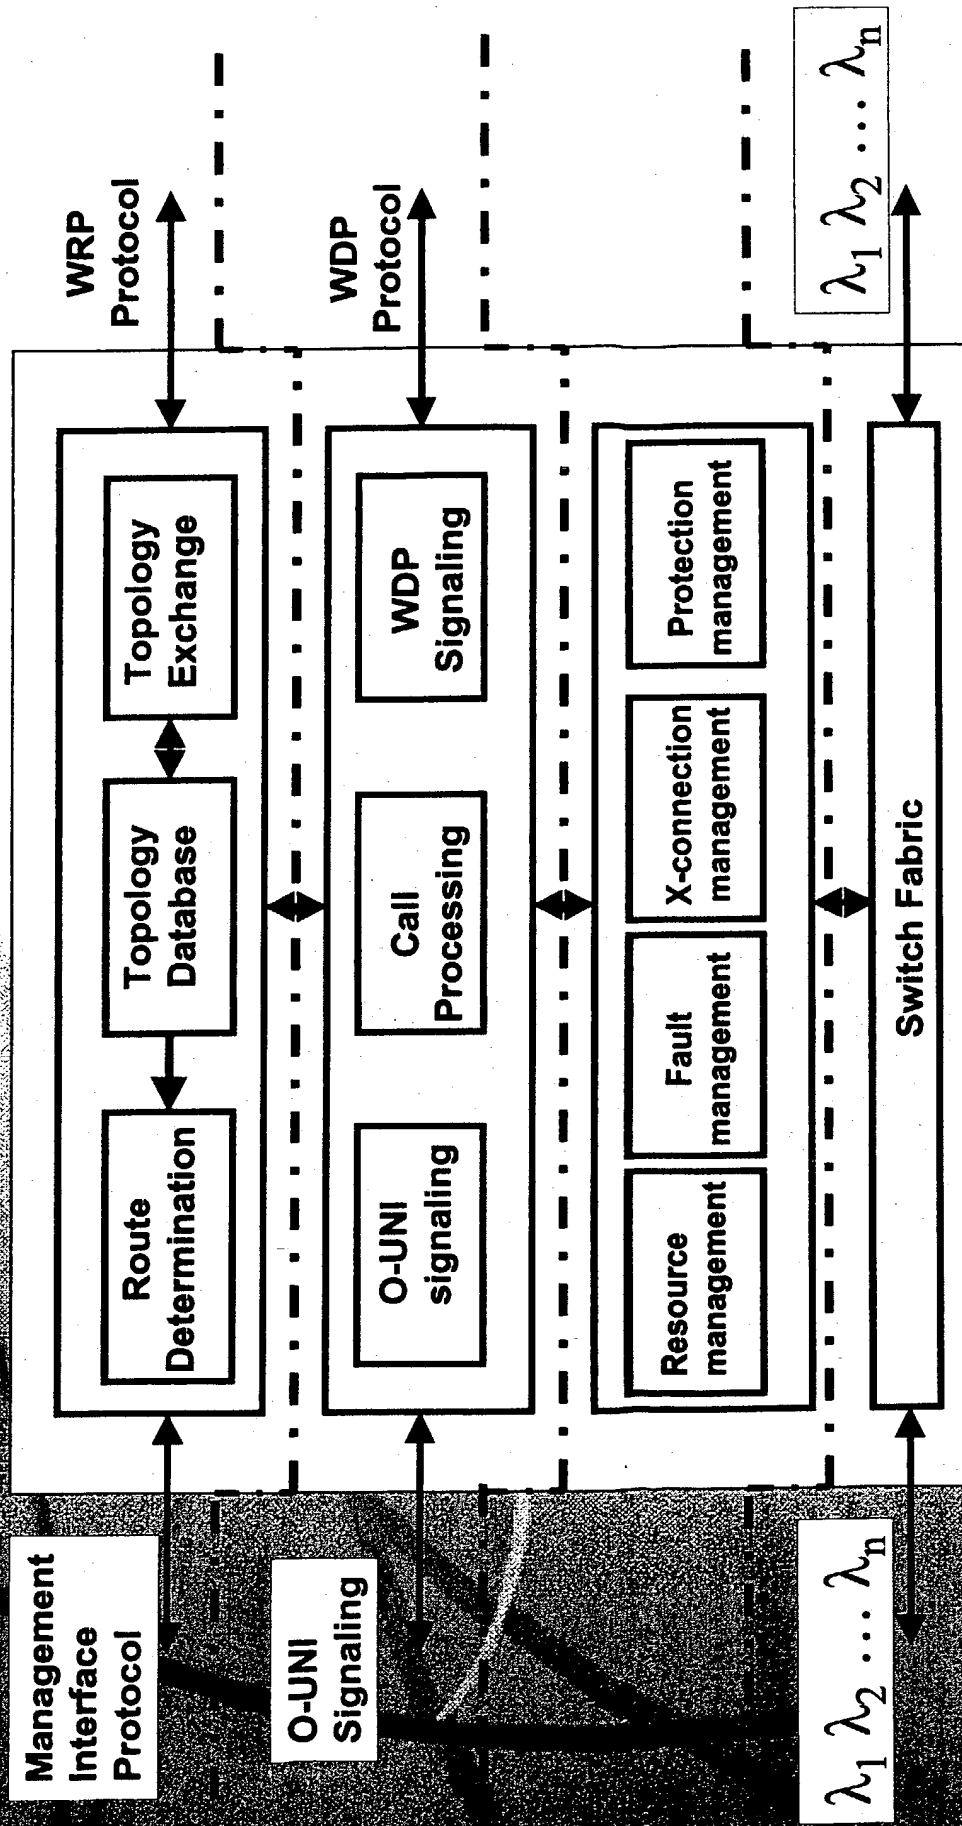 Management
Interface
Protocol
Route
Determination
Topology
Database
Topology
Exchange
WRP
Protocol
O-UNI
Signaling
O-UNI
signaling
Call
Processing
WDP
Signaling
WDP
Protocol
Resource
management
Fault
management
X-connection
management
Protection
management
λ1 λ2 ... λn
Switch Fabric
λ1 λ2 ... λn